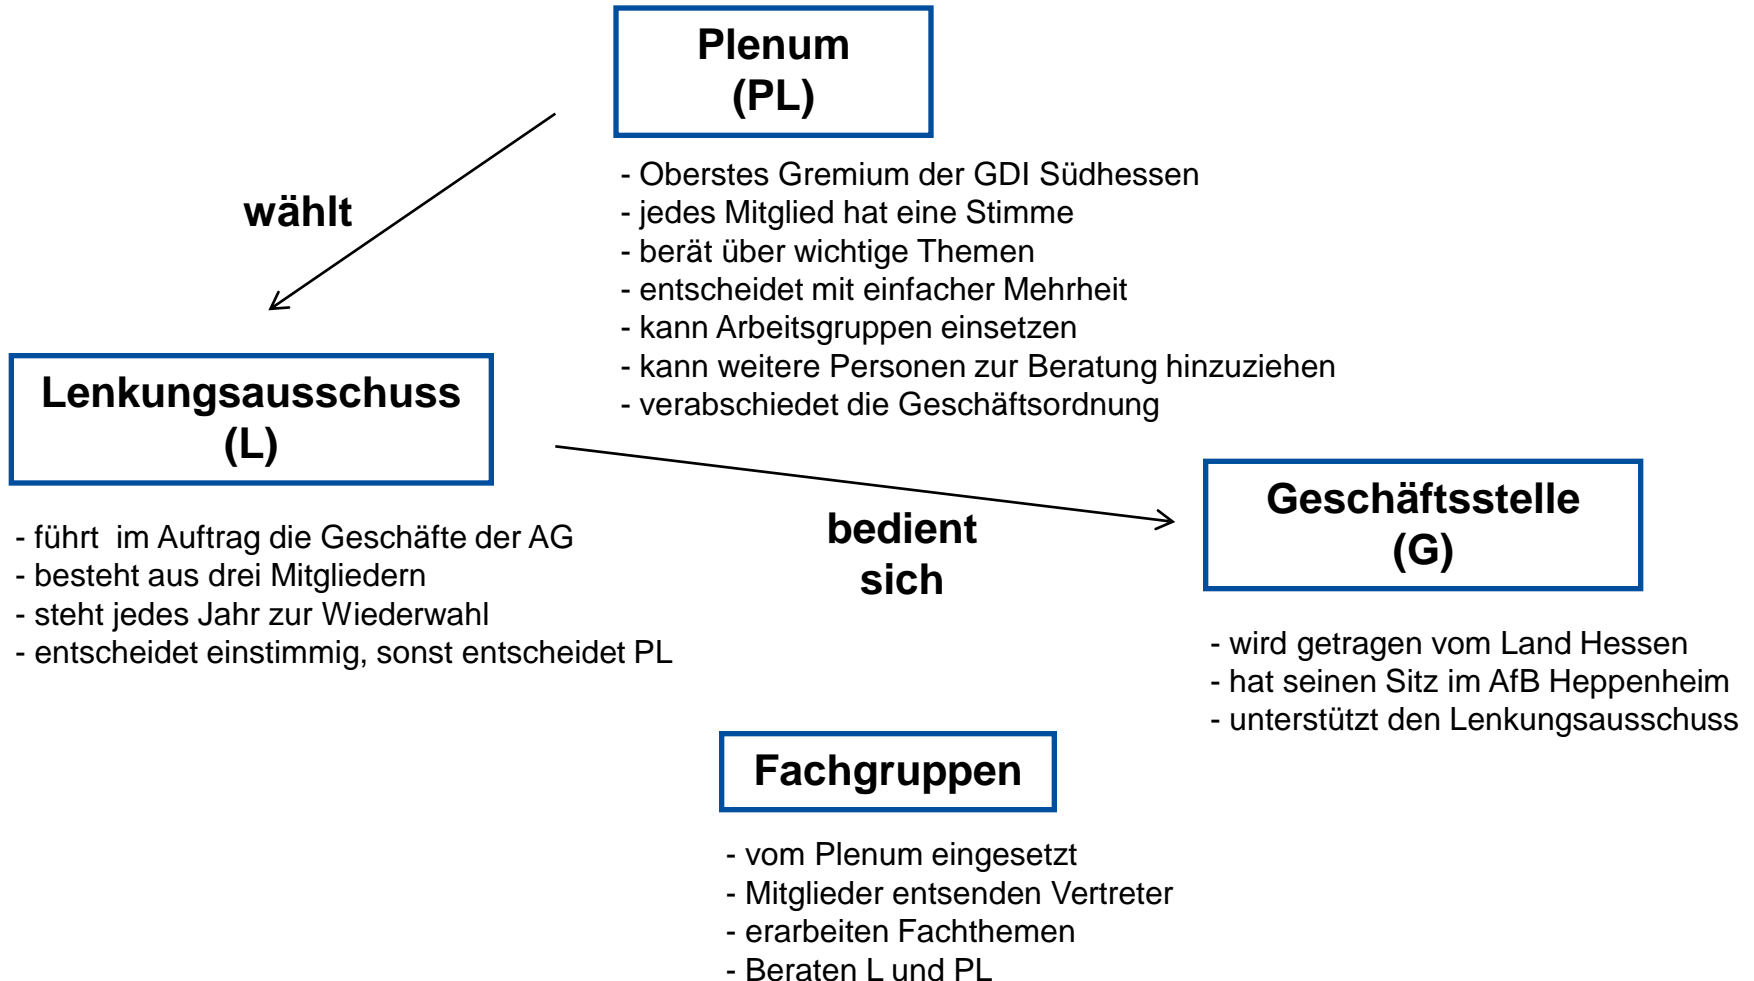 Plenum
(PL)
- Oberstes Gremium der GDI Südhessen
- jedes Mitglied hat eine Stimme
- berät über wichtige Themen
- entscheidet mit einfacher Mehrheit
- kann Arbeitsgruppen einsetzen
- kann weitere Personen zur Beratung hinzuziehen
- verabschiedet die Geschäftsordnung
wählt
Lenkungsausschuss
(L)
- führt  im Auftrag die Geschäfte der AG
- besteht aus drei Mitgliedern
- steht jedes Jahr zur Wiederwahl
- entscheidet einstimmig, sonst entscheidet PL
bedient
sich
Geschäftsstelle
(G)
- wird getragen vom Land Hessen
- hat seinen Sitz im AfB Heppenheim
- unterstützt den Lenkungsausschuss
Fachgruppen
- vom Plenum eingesetzt
- Mitglieder entsenden Vertreter
- erarbeiten Fachthemen
- Beraten L und PL